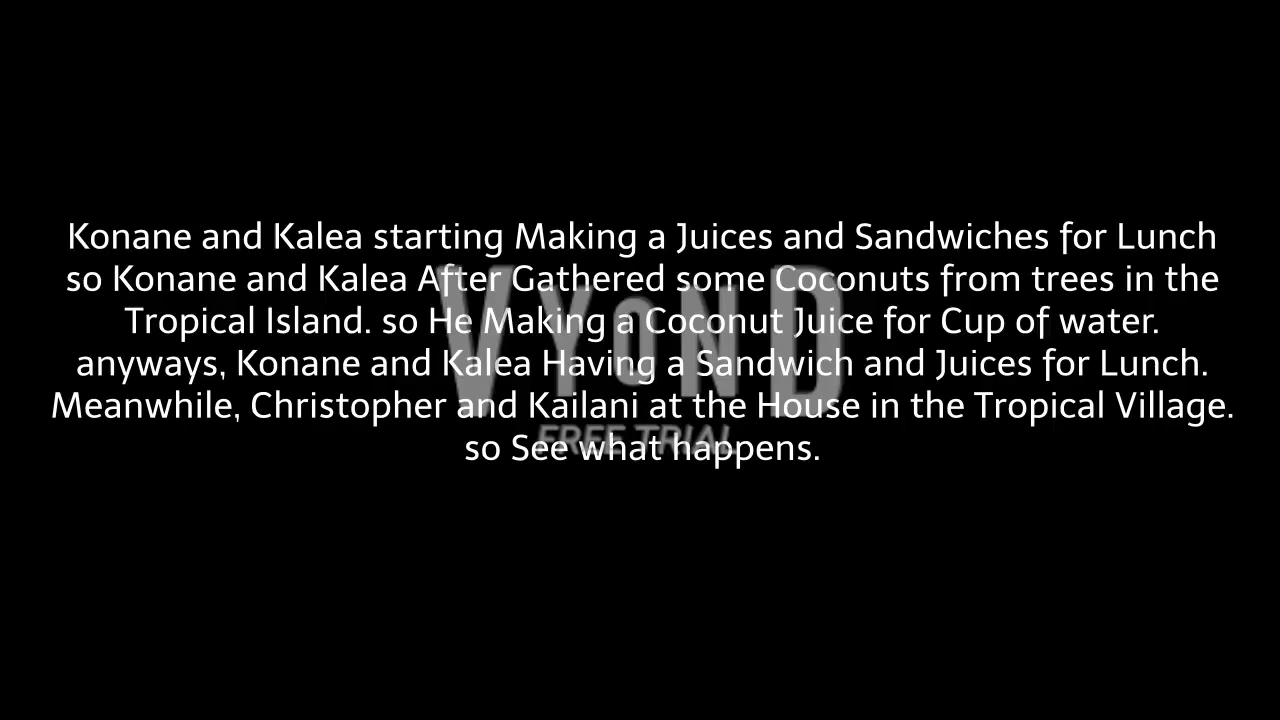 Konane and Kalea starting Making a Juices and Sandwiches for Lunch
so Konane and Kalea After Gathered some Coconuts from trees in the
Tropical Island. so He Making a Coconut Juice for Cup of water.
anyways, Konane and Kalea Having a Sandwich and Juices for Lunch.
Meanwhile, Christopher and Kailani at the House in the Tropical Village.
so See what happens.
VYOND
FREE TRIAL